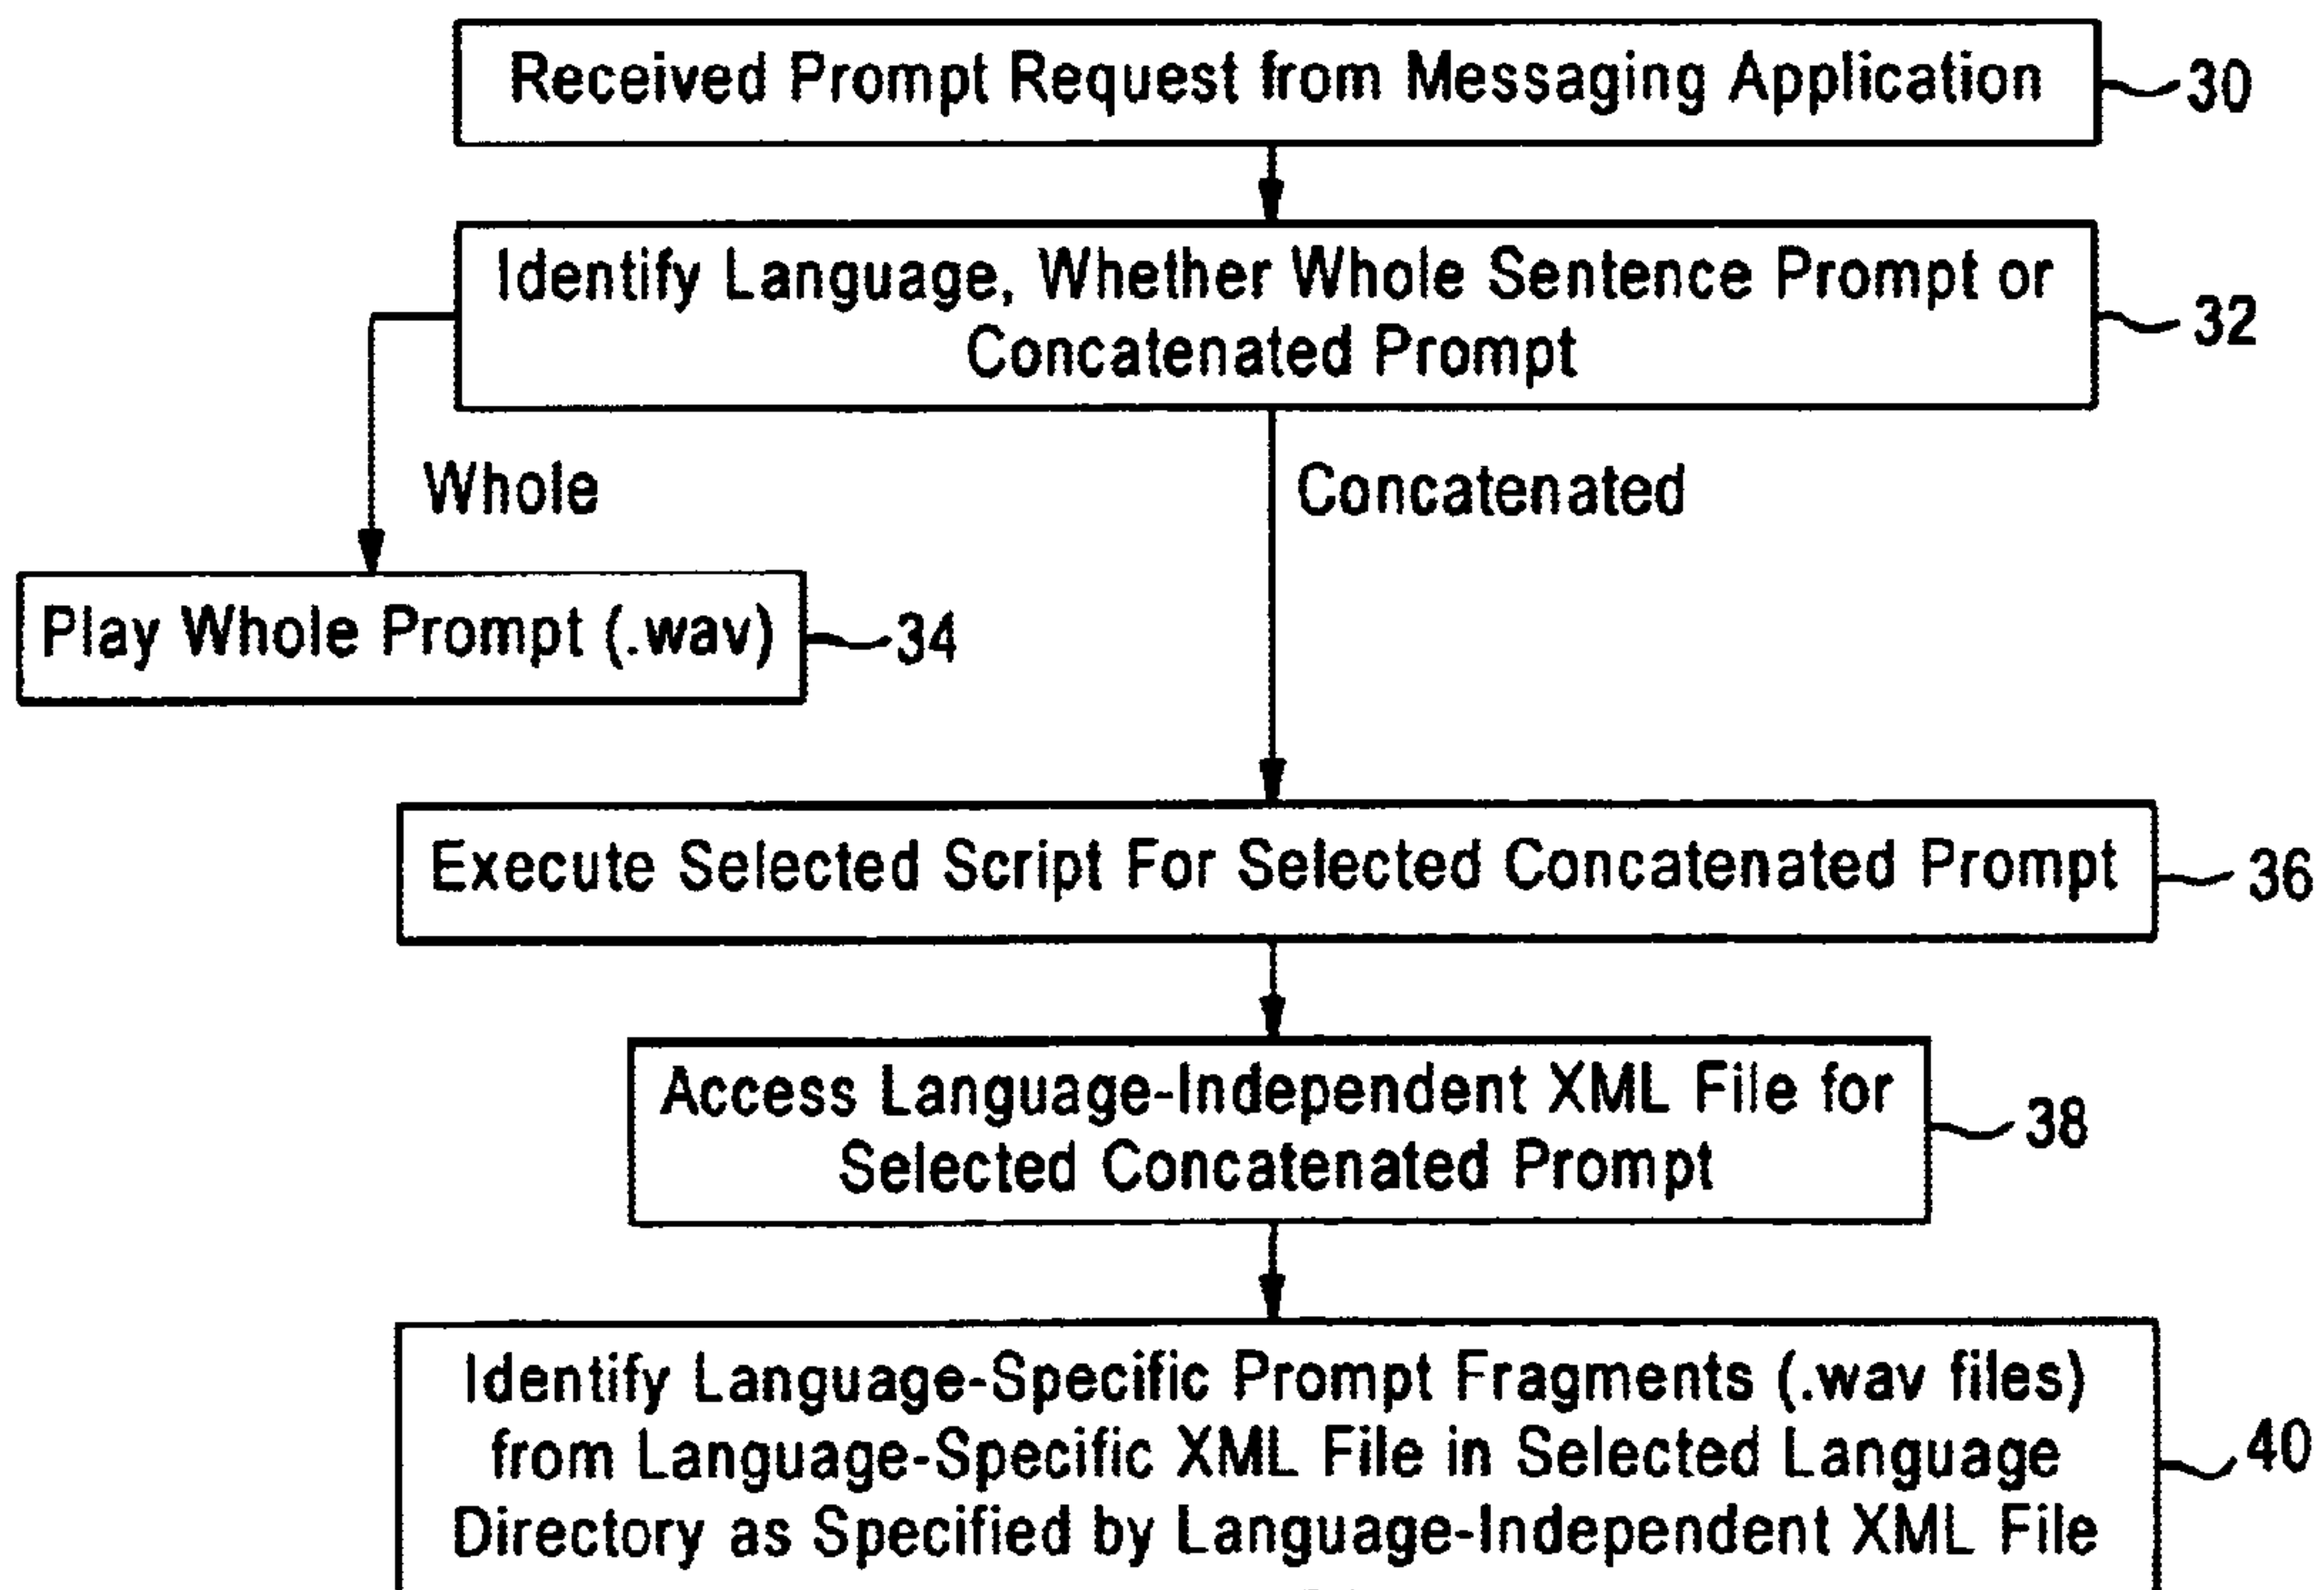 Received Prompt Request from Messaging Application
30
Identify Language, Whether Whole Sentence Prompt or
Concatenated Prompt
32
Whole
Concatenated
Play Whole Prompt (.wav)
34
Execute Selected Script For Selected Concatenated Prompt
36
Access Language-Independent XML File for
Selected Concatenated Prompt
38
Identify Language-Specific Prompt Fragments (.wav files)
from Language-Specific XML File in Selected Language
Directory as Specified by Language-Independent XML File
40